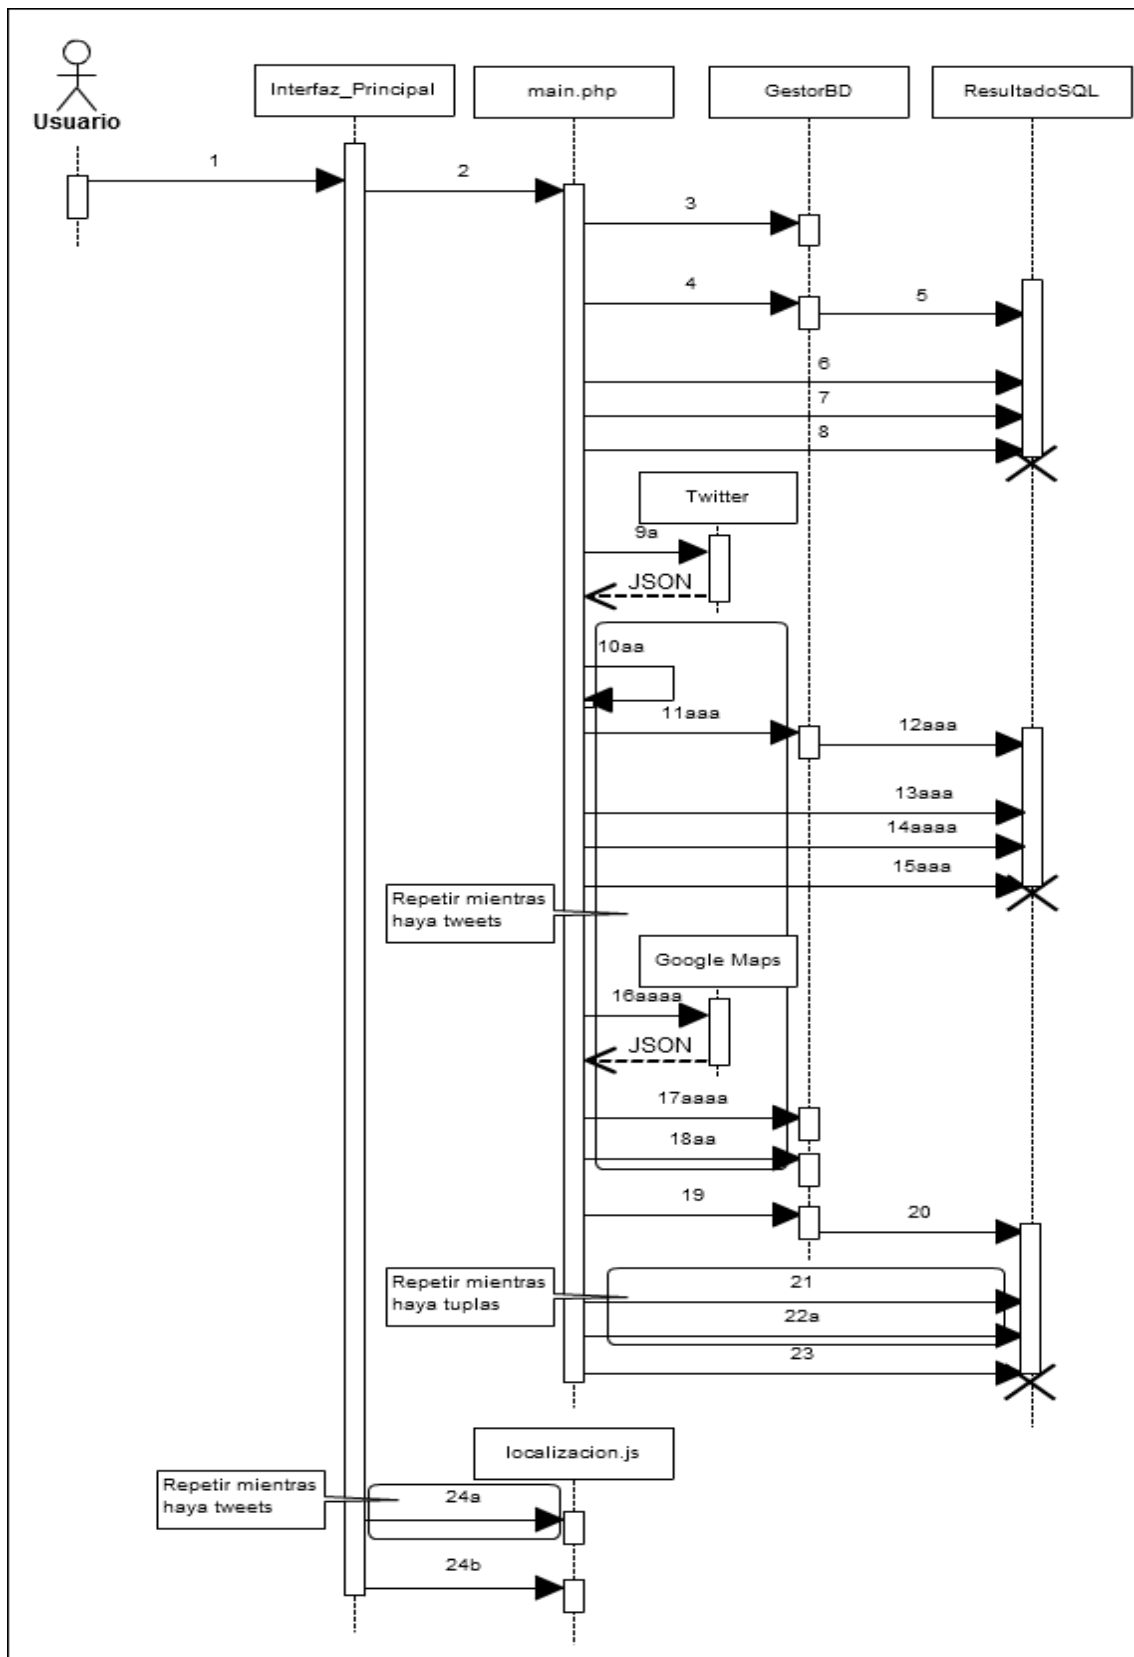 Usuario
Interfaz_Principal
main.php
GestorBD
ResultadoSQL
1
2
3
4
5
6
7
8
Twitter
9a
JSON
10aa
11aaa
12aaa
13aaa
14aaaa
15aaa
Repetir mientras
haya tweets
Google Maps
16aaaa
JSON
17aaaa
18aa
19
20
Repetir mientras
haya tuplas
21
22a
23
localizacion.js
Repetir mientras
haya tweets
24a
24b